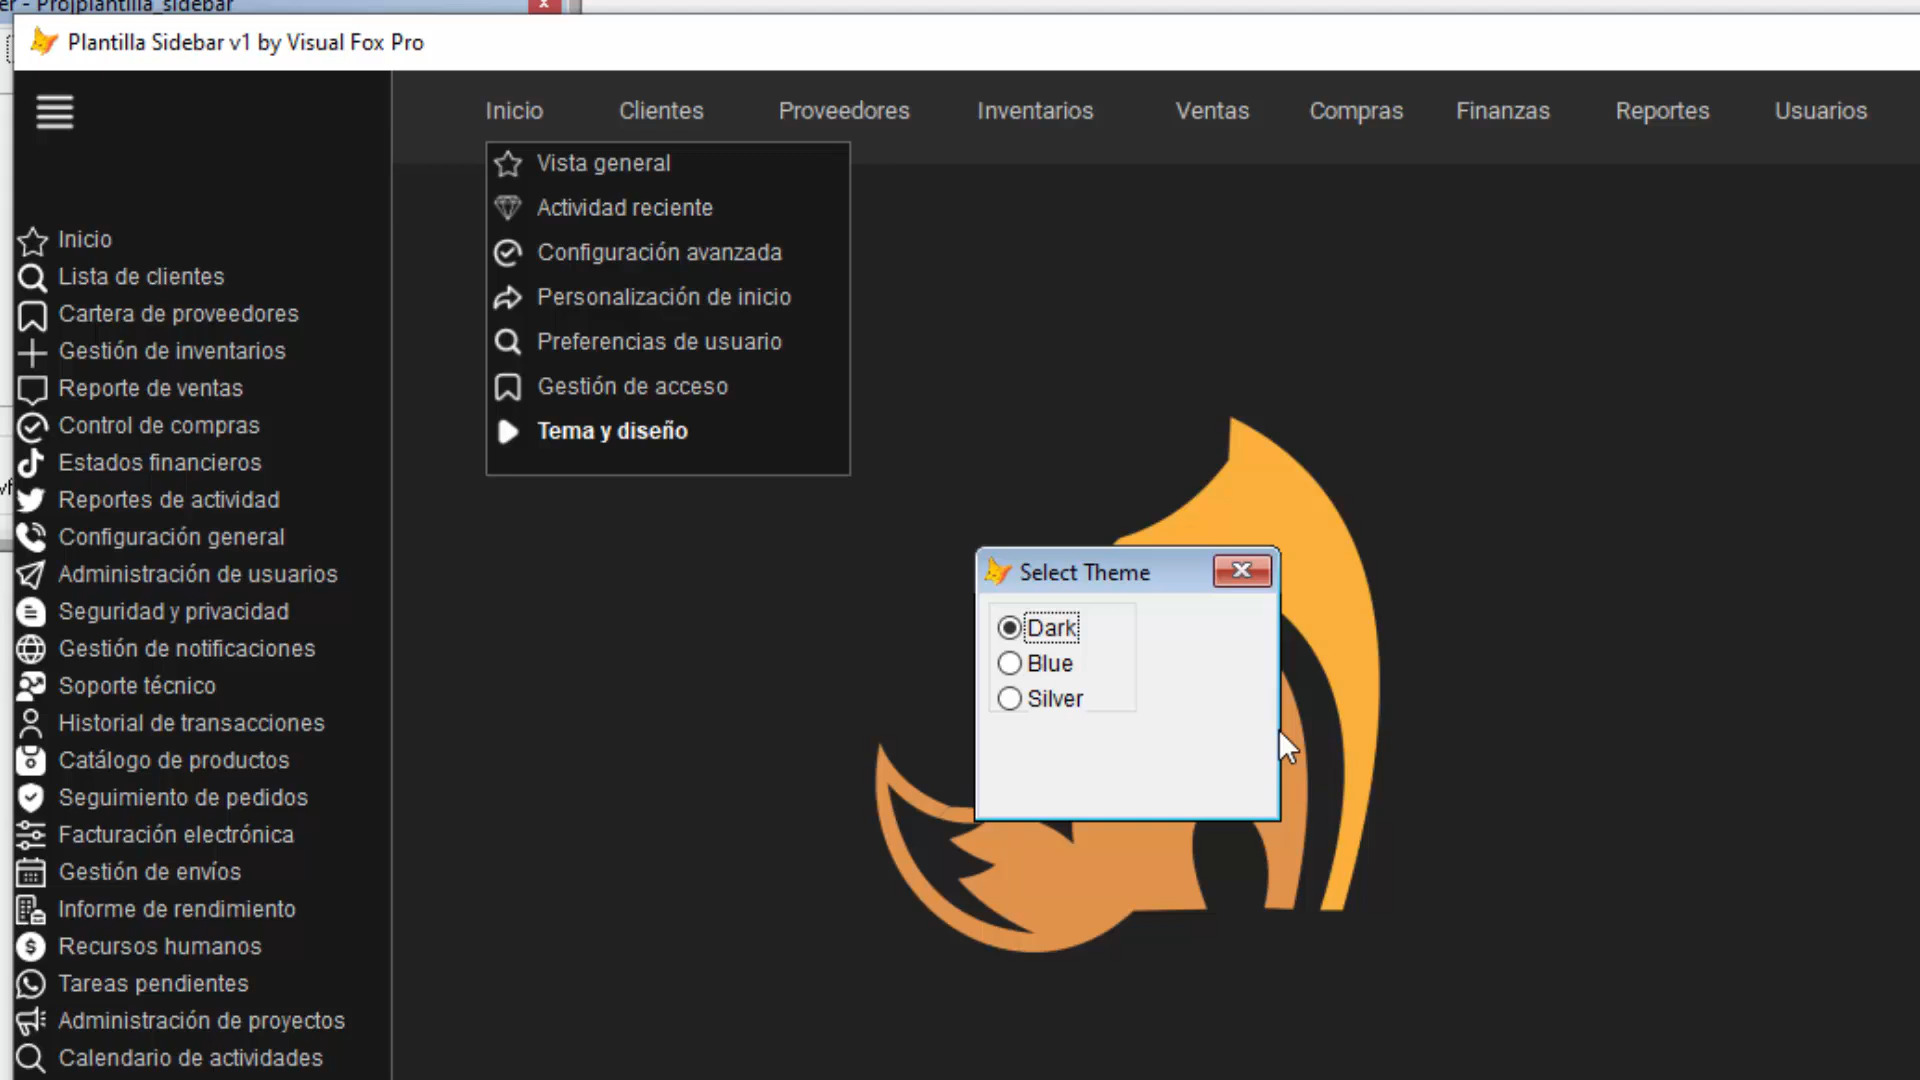 er - Projplantilla_sidebar
Plantilla Sidebar v1 by Visual Fox Pro
Inicio
Clientes
Proveedores
Inventarios
Ventas
Compras
Finanzas
Reportes
Usuarios
Vista general
Actividad reciente
Configuración avanzada
Personalización de inicio
Preferencias de usuario
Gestión de acceso
Tema y diseño
Inicio
Lista de clientes
Cartera de proveedores
Gestión de inventarios
Reporte de ventas
Control de compras
Estados financieros
Reportes de actividad
Configuración general
Administración de usuarios
Seguridad y privacidad
Gestión de notificaciones
Soporte técnico
Historial de transacciones
Catálogo de productos
Seguimiento de pedidos
Facturación electrónica
Gestión de envíos
Informe de rendimiento
Recursos humanos
Tareas pendientes
Administración de proyectos
Calendario de actividades
Select Theme
Dark
Blue
Silver